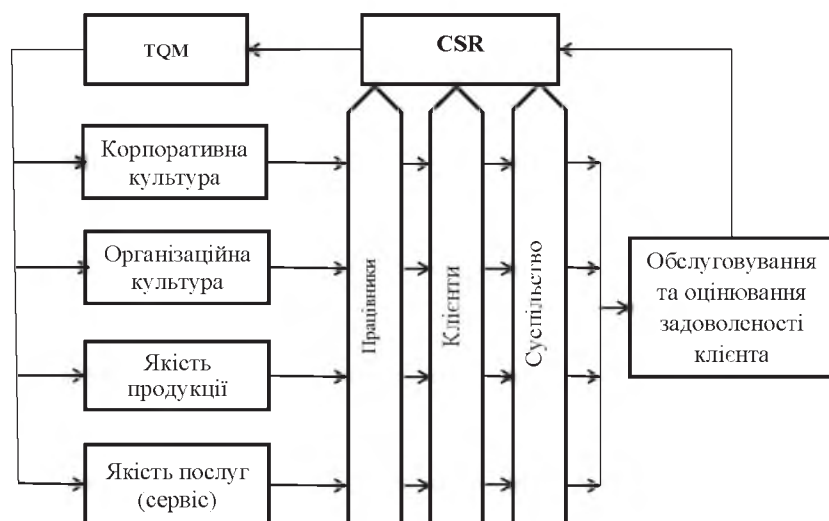 TQM
CSR
Корпоративна
культура
Організаційна
культура
Якість
продукції
Якість послуг
(сервіс)
Працівники
Клієнти
Суспільство
Обслуговування
та оцінювання
задоволеності
клієнта